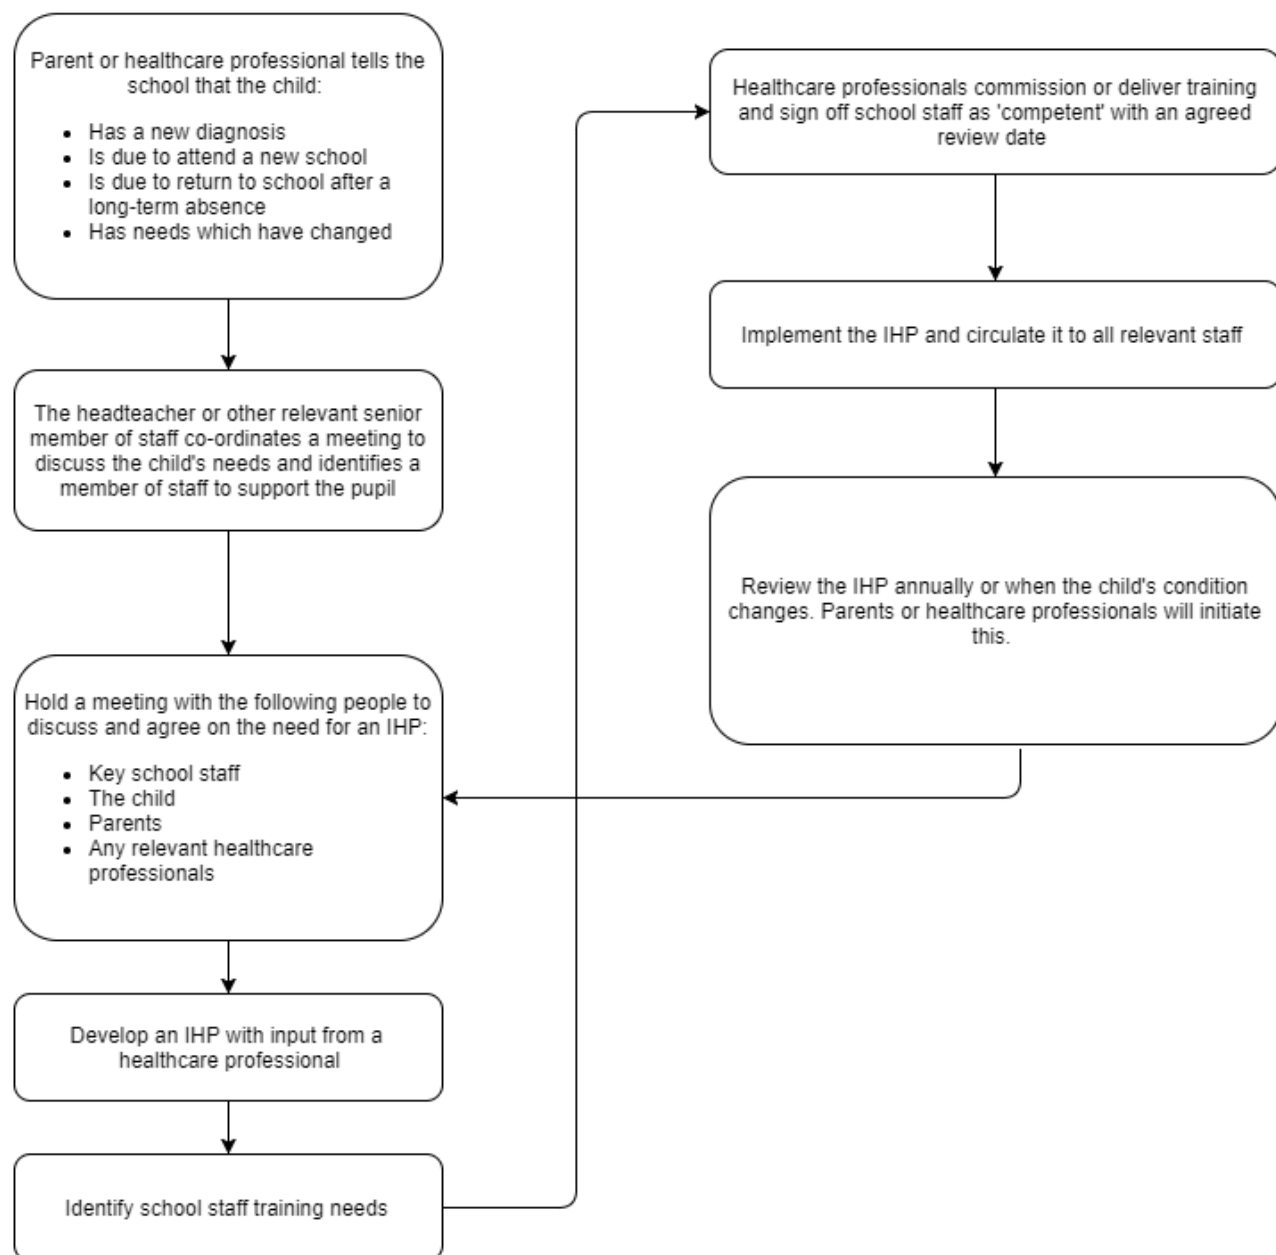 Parent or healthcare professional tells the
school that the child:
• Has a new diagnosis
• Is due to attend a new school
• Is due to return to school after a
long-term absence
• Has needs which have changed
The headteacher or other relevant senior
member of staff co-ordinates a meeting to
discuss the child's needs and identifies a
member of staff to support the pupil
Hold a meeting with the following people to
discuss and agree on the need for an IHP:
• Key school staff
• The child
• Parents
• Any relevant healthcare
professionals
Develop an IHP with input from a
healthcare professional
Identify school staff training needs
Healthcare professionals commission or deliver training
and sign off school staff as 'competent' with an agreed
review date
Implement the IHP and circulate it to all relevant staff
Review the IHP annually or when the child's condition
changes. Parents or healthcare professionals will initiate
this.